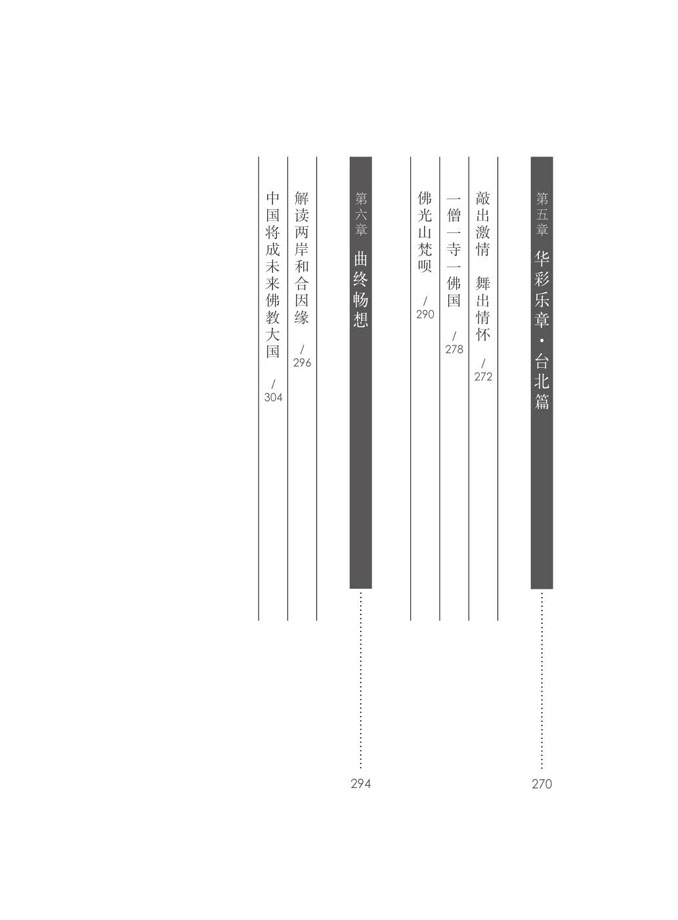 第五章 华彩乐章·台北篇
270
敲出激情 舞出情怀 / 272
一僧一寺一佛国 / 278
佛光山梵呗 / 290
第六章 曲终畅想
294
解读两岸和合因缘 / 296
中国将成未来佛教大国 / 304